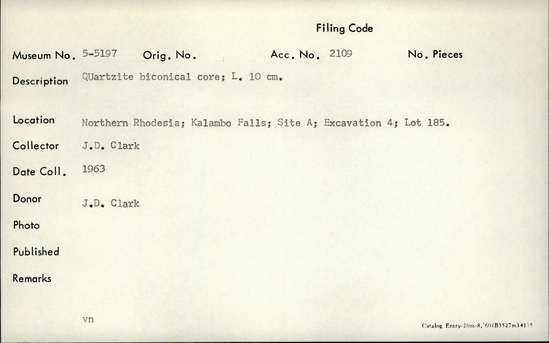 Filing Code
Museum No. 5-5197 Orig. No. Acc. No. 2109 No. Pieces
Description QUartzite biconical core; L. 10 cm.
Location Northern Rhodesia; Kalambo Falls; Site A; Excavation 4; Lot 185.
Collector J.D. Clark
Date Coll. 1963
Donor J.D. Clark
Photo
Published
Remarks
vn
Catalog Entry